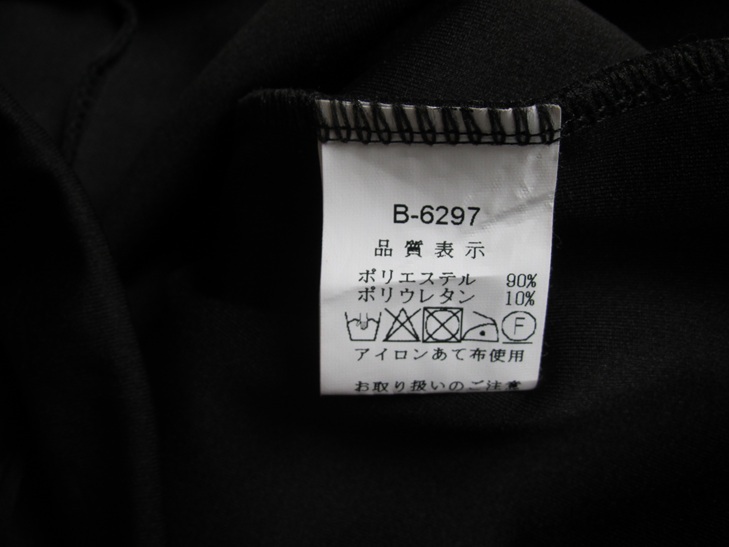 B-6297
品質表示
ポリエステル 90%
ポリウレタン 10%
F
アイロンあて布使用
お取り扱いのご注意